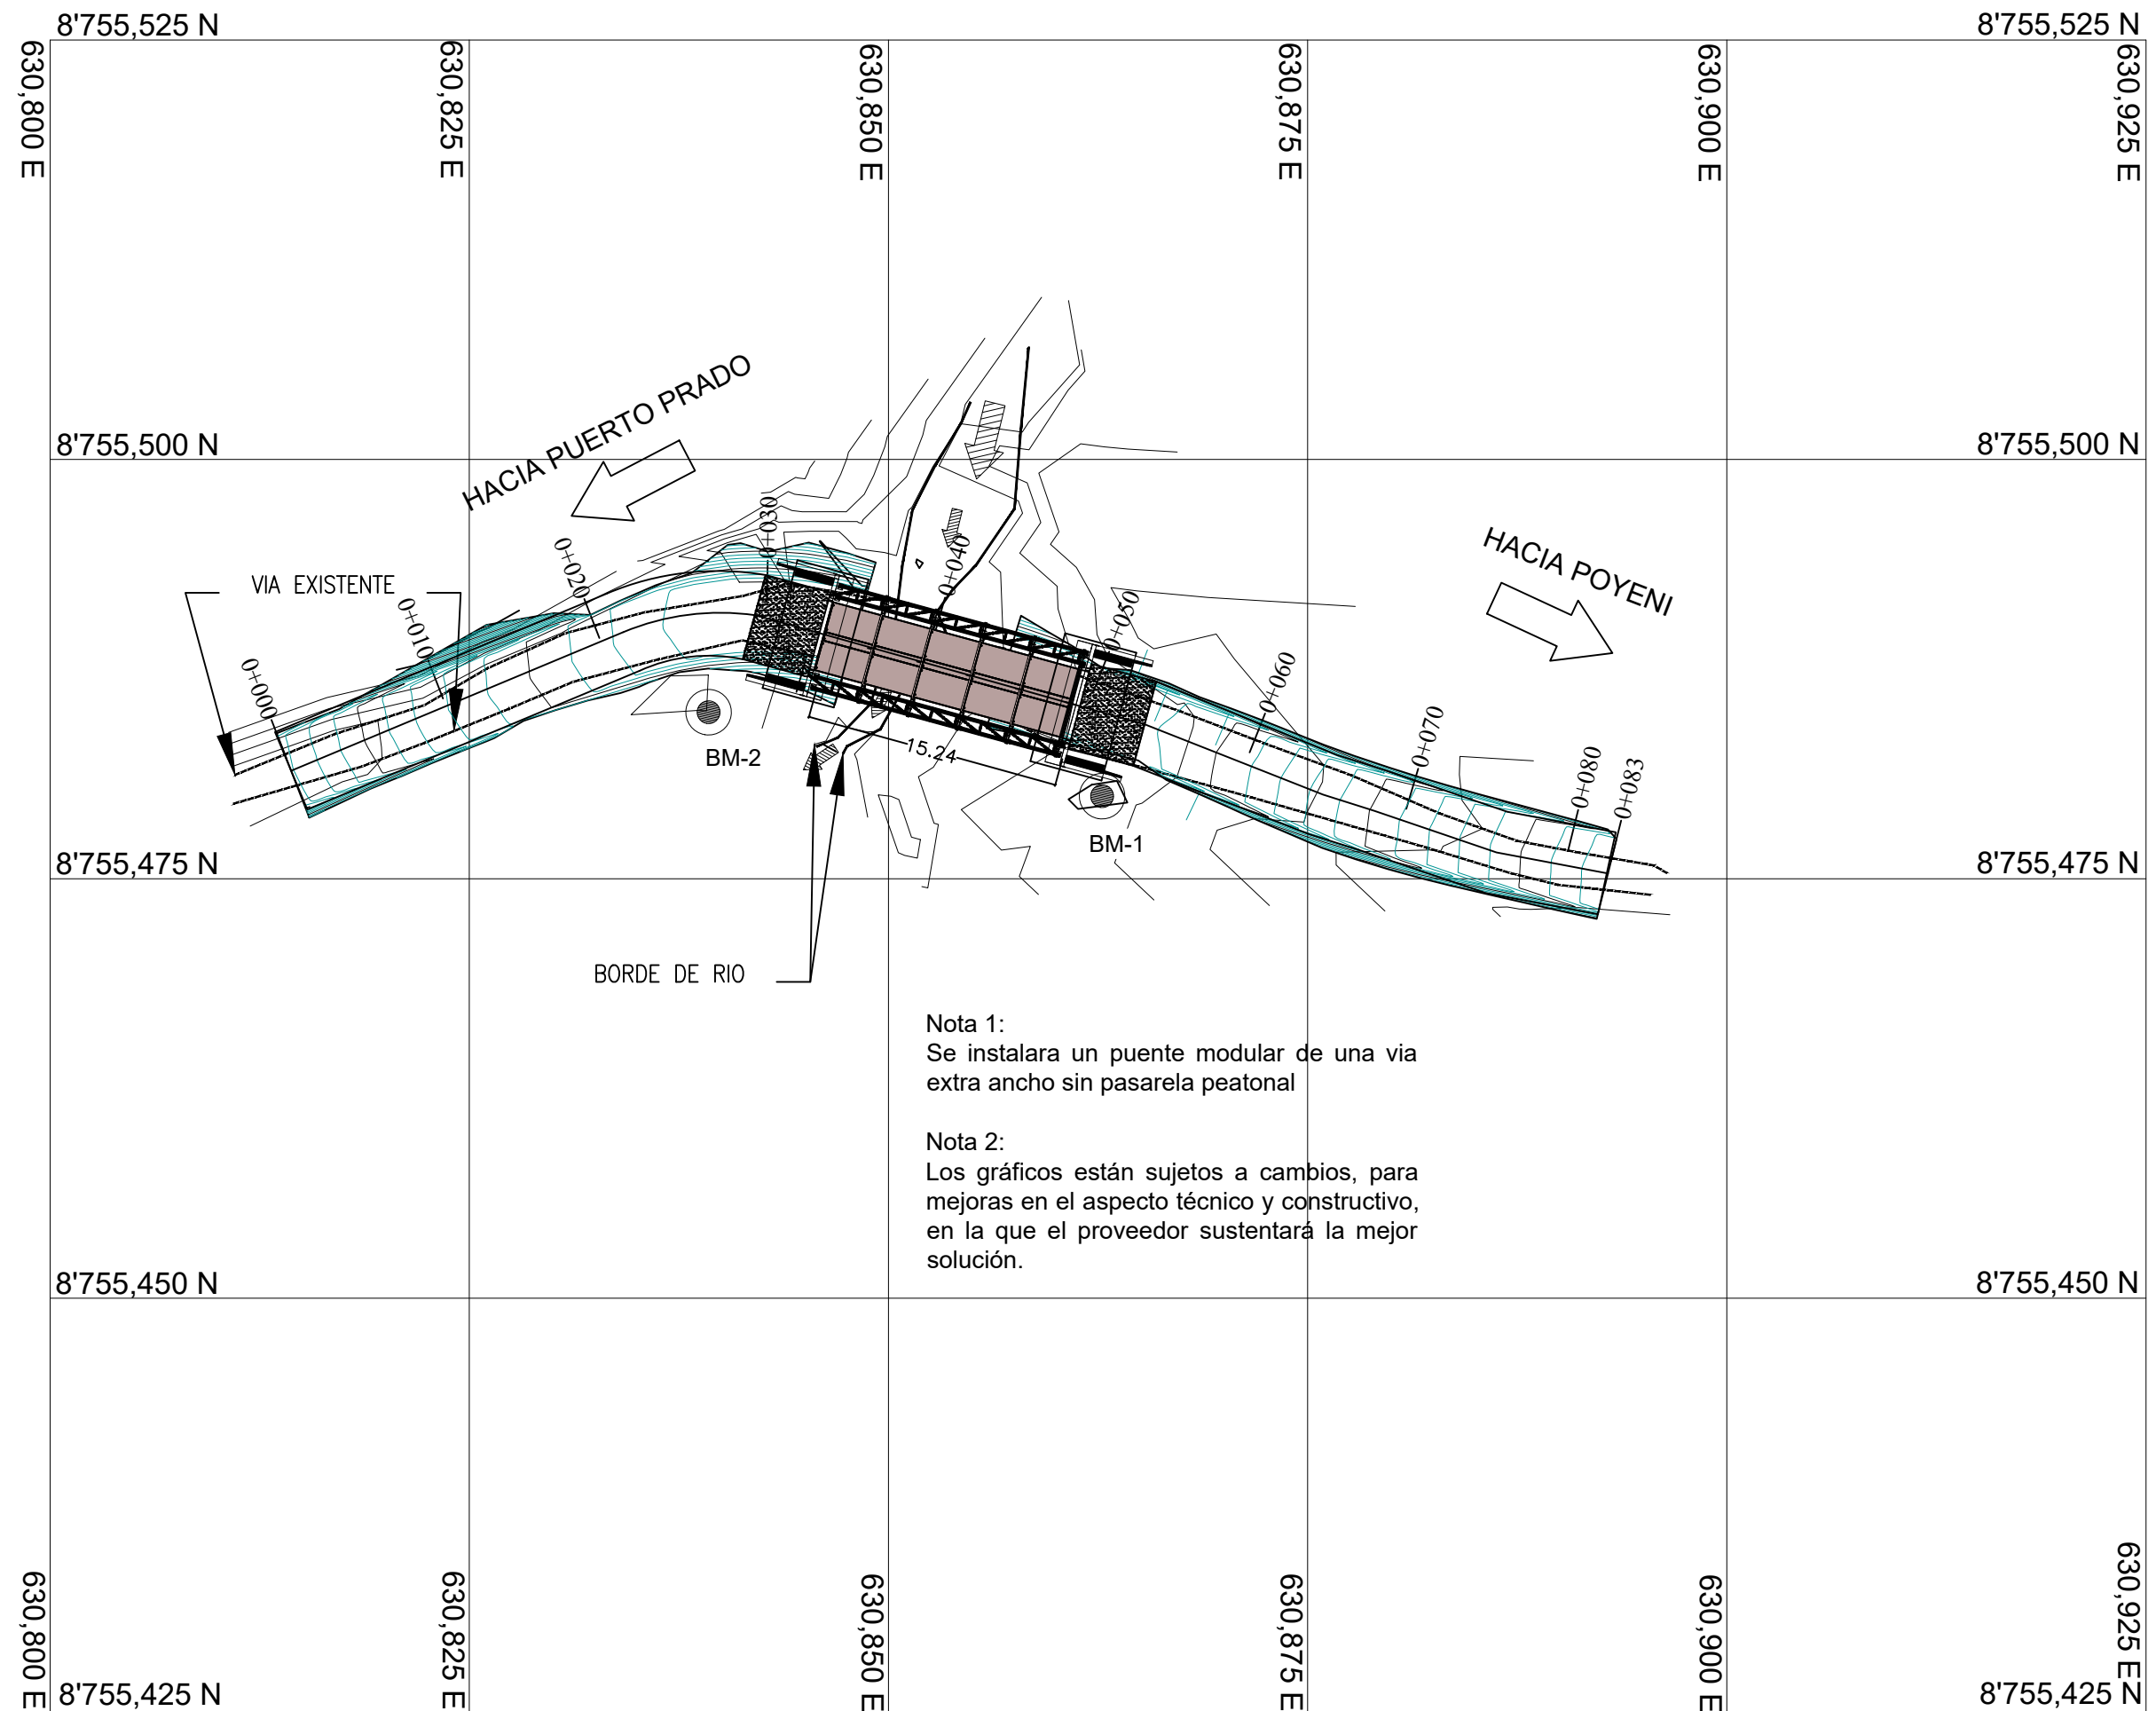 8'755,525 N
8'755,525 N
630,800 E
630,825 E
630,850 E
630,875 E
630,900 E
630,925 E
HACIA PUERTO PRADO
8'755,500 N
8'755,500 N
HACIA POYENI
VIA EXISTENTE
0+000
0+010
0+020
0+030
0+040
0+050
0+060
0+070
0+080
0+083
15.24
BM-2
BM-1
8'755,475 N
8'755,475 N
BORDE DE RIO
Nota 1:
Se instalara un puente modular de una via
extra ancho sin pasarela peatonal
Nota 2:
Los gráficos están sujetos a cambios, para
mejoras en el aspecto técnico y constructivo,
en la que el proveedor sustentará la mejor
solución.
8'755,450 N
8'755,450 N
630,800 E
630,825 E
630,850 E
630,875 E
630,900 E
630,925 E
8'755,425 N
8'755,425 N